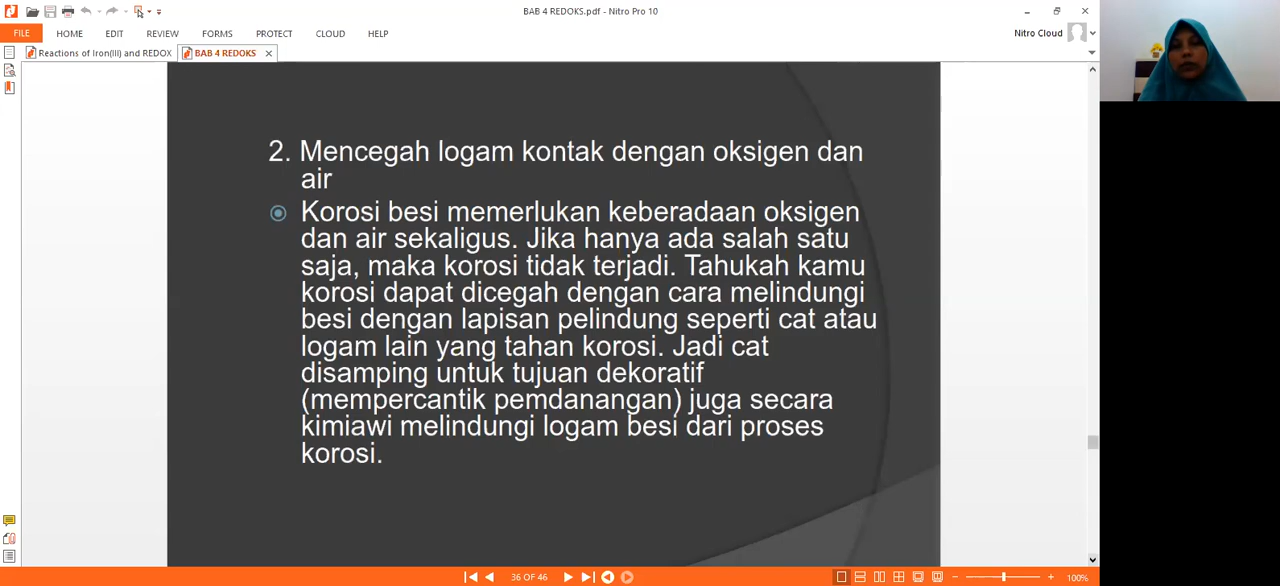 BAB 4 REDOKS.pdf - Nitro Pro 10
FILE HOME EDIT REVIEW FORMS PROTECT CLOUD HELP
Nitro Cloud
Reactions of Iron(III) and REDOX BAB 4 REDOKS
2. Mencegah logam kontak dengan oksigen dan
air
Korosi besi memerlukan keberadaan oksigen
dan air sekaligus. Jika hanya ada salah satu
saja, maka korosi tidak terjadi. Tahukah kamu
korosi dapat dicegah dengan cara melindungi
besi dengan lapisan pelindung seperti cat atau
logam lain yang tahan korosi. Jadi cat
disamping untuk tujuan dekoratif
(mempercantik pemdanangan) juga secara
kimiawi melindungi logam besi dari proses
korosi.
36 OF 46
100%